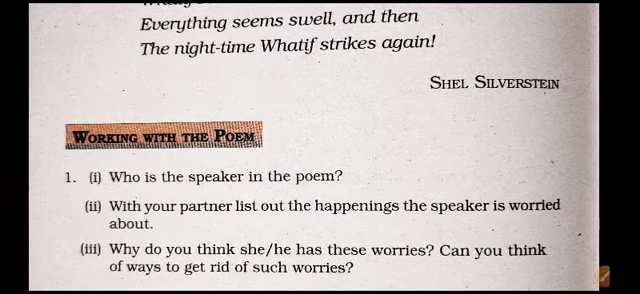 Everything seems swell, and then
The night-time Whatif strikes again!
SHEL SILVERSTEIN
WORKING WITH THE POEM
1. (i) Who is the speaker in the poem?
(ii) With your partner list out the happenings the speaker is worried
about.
(iii) Why do you think she/he has these worries? Can you think
of ways to get rid of such worries?